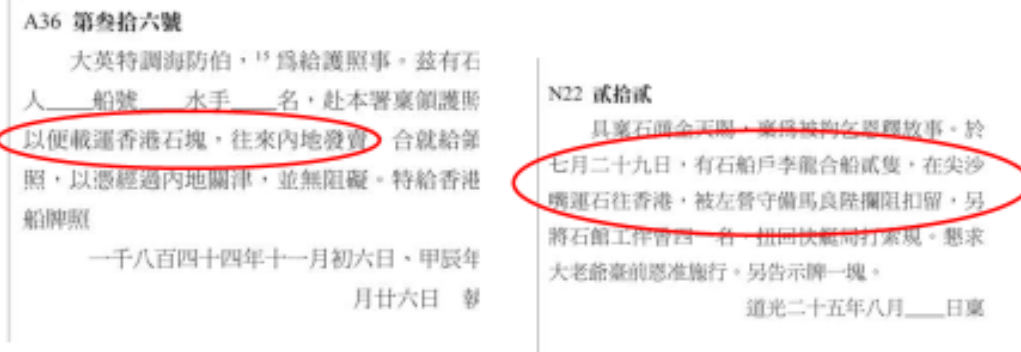 A36 第叁拾六號
大英特調海防伯，¹⁵ 爲給護照事。茲有石
人____船號____水手____名，赴本署稟領護照
以便載運香港石塊，往來內地發賣 合就給
照，以憑經過內地關津，並無阻礙。特給香港
船牌照
一千八百四十四年十一月初六日、甲辰年
月廿六日
N22 貳拾貳
具稟石 金天賜，稟爲被拘乞恩釋放事。於
七月二十九日，有石船戶李龍合船貳隻，在尖沙
嘴運石往香港，被左營守備馬良陞攔阻扣留，另
將石館工伴曾四 名 扭回快艇 打索規。懇求
大老爺臺前恩准施行。另告示牌一塊。
道光二十五年八月____日稟